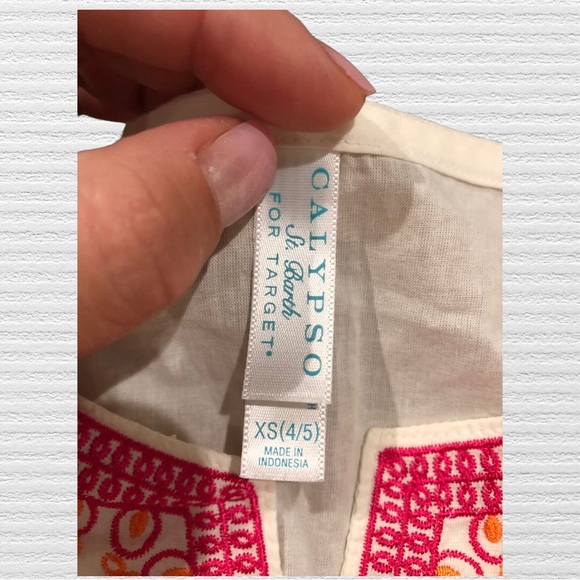 CALYPSO
St. Barth
FOR TARGET®
XS(4/5)
MADE IN
INDONESIA